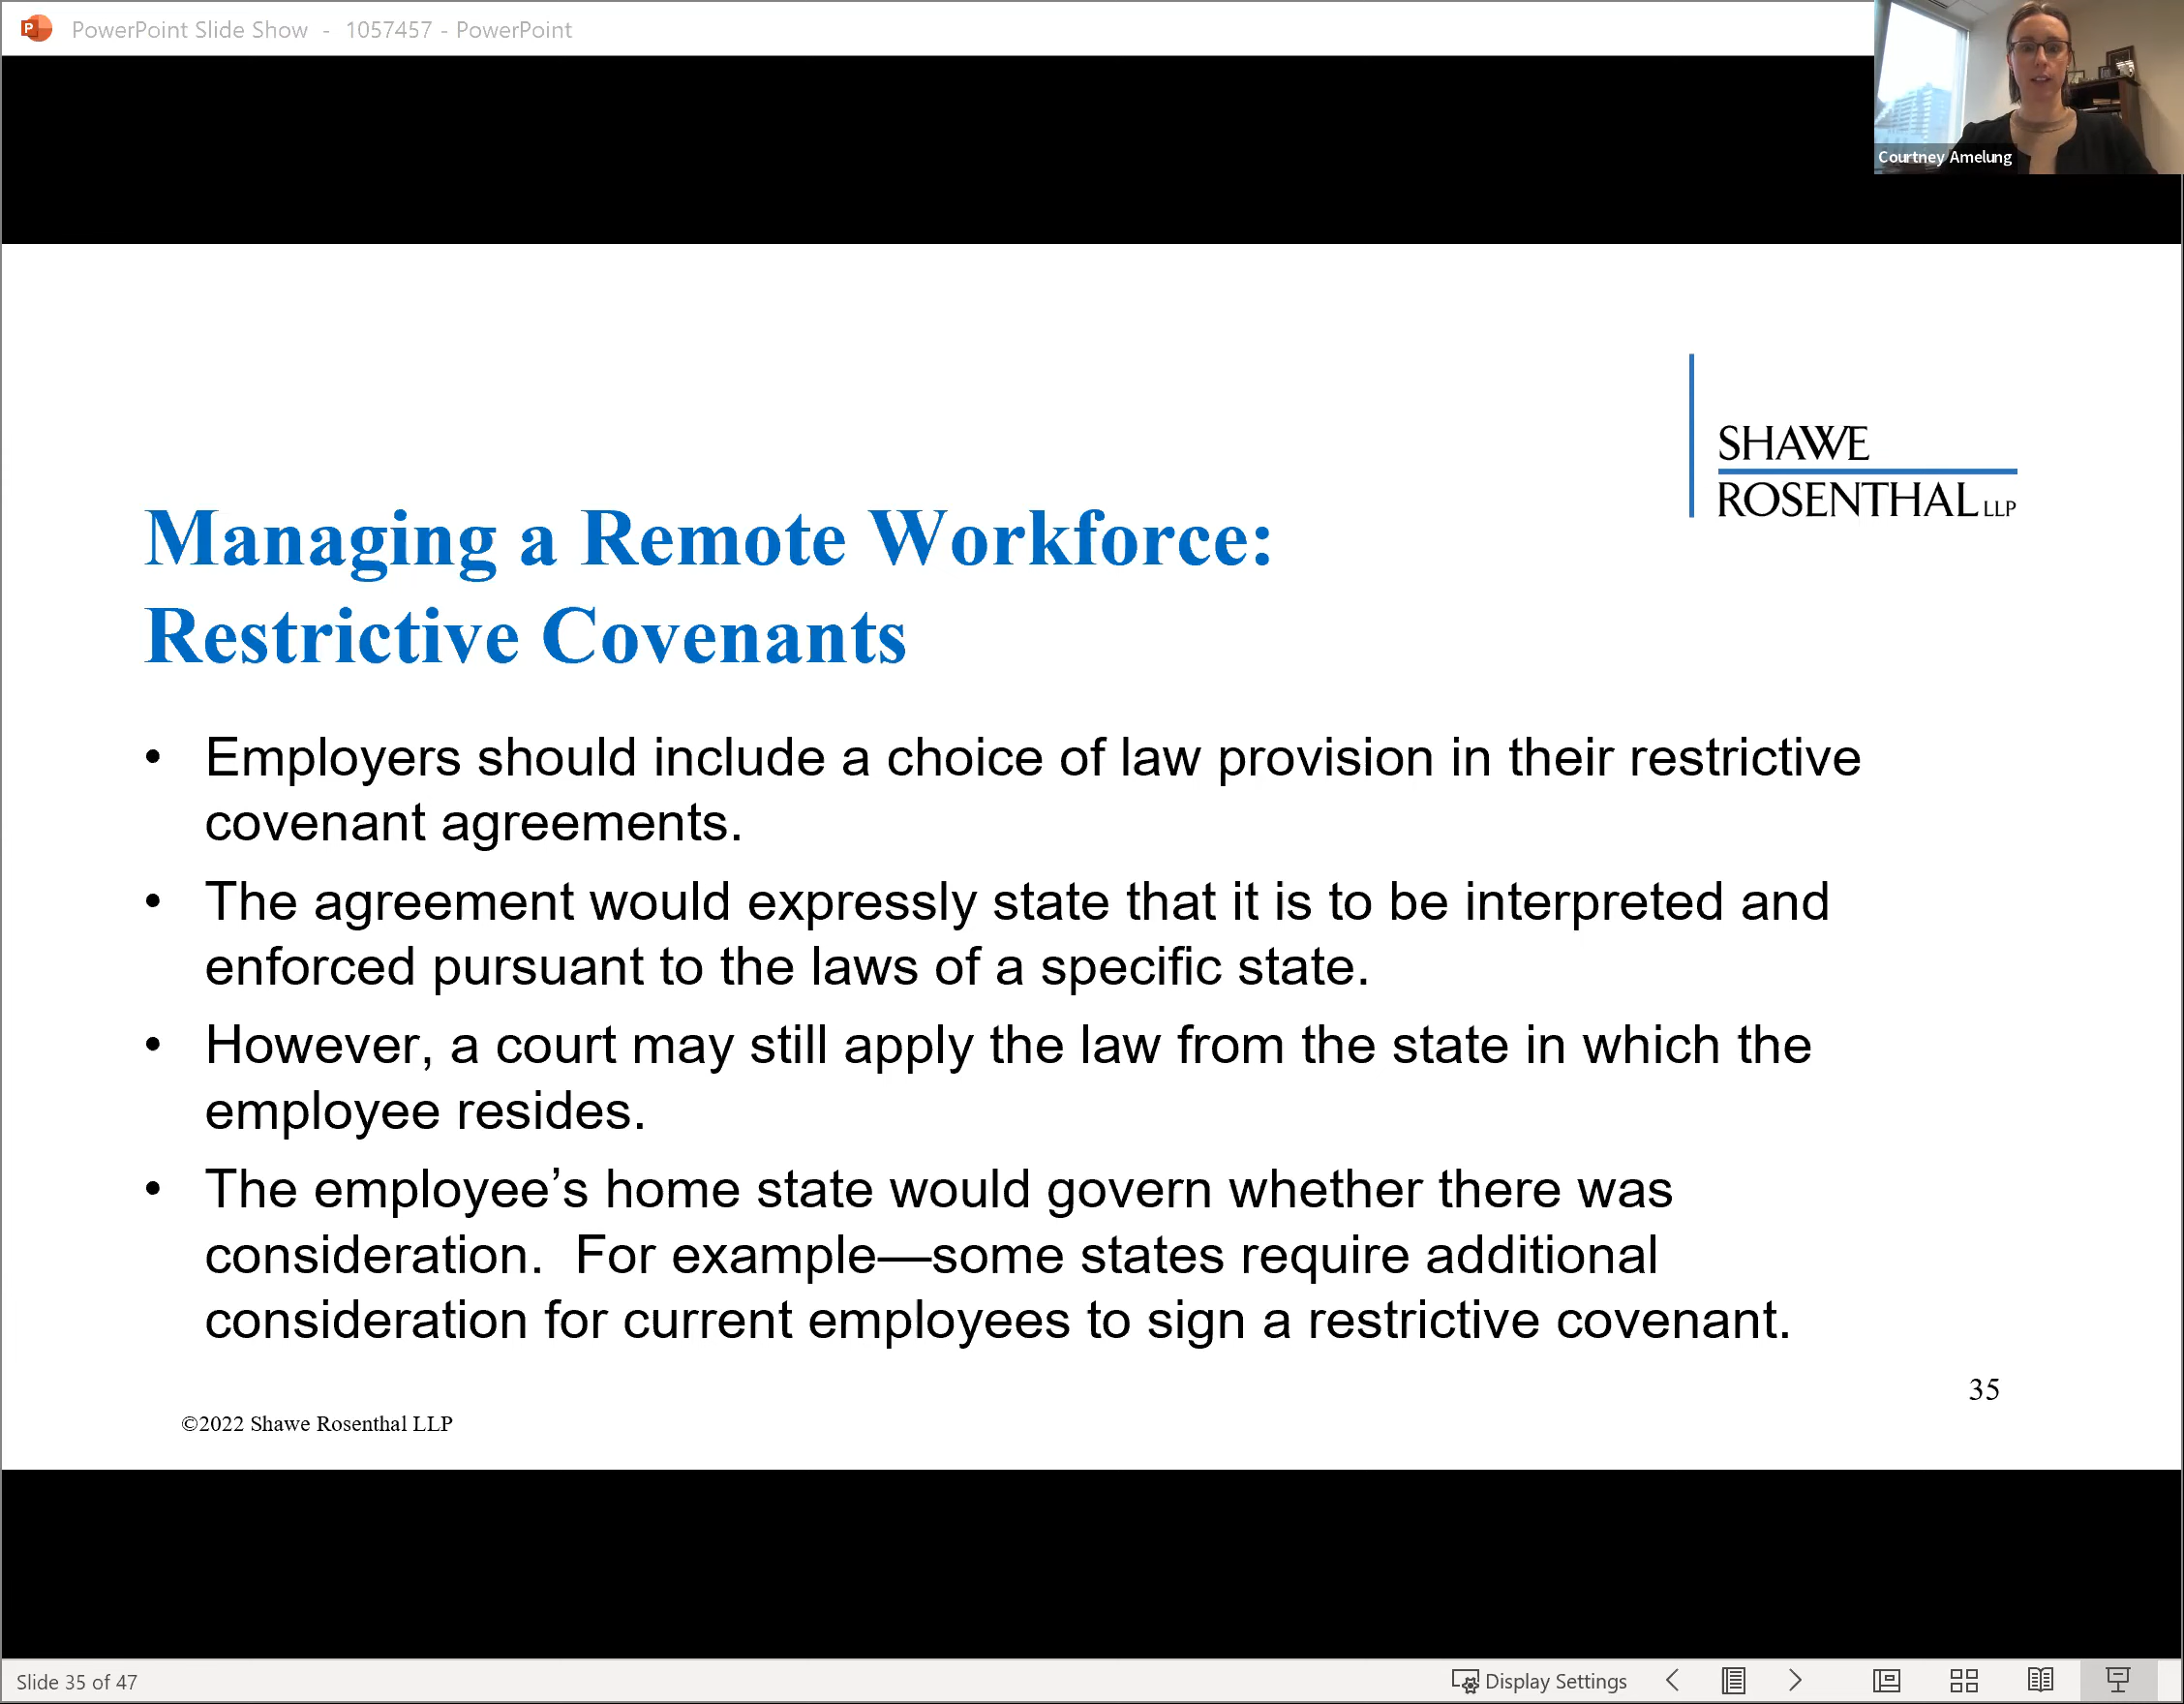 PowerPoint Slide Show - 1057457 - PowerPoint
Courtney Amelung
SHAWE
ROSENTHAL LLP
Managing a Remote Workforce:
Restrictive Covenants
• Employers should include a choice of law provision in their restrictive
covenant agreements.
• The agreement would expressly state that it is to be interpreted and
enforced pursuant to the laws of a specific state.
• However, a court may still apply the law from the state in which the
employee resides.
• The employee’s home state would govern whether there was
consideration.  For example—some states require additional
consideration for current employees to sign a restrictive covenant.
35
©2022 Shawe Rosenthal LLP
Slide 35 of 47
Display Settings